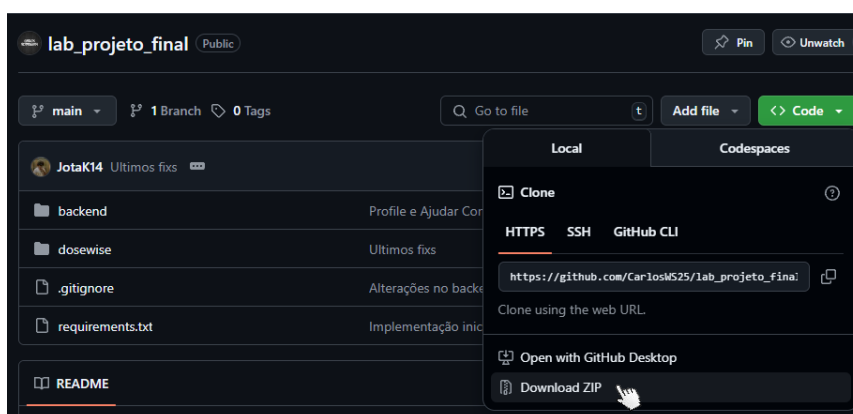 lab_projeto_final Public
Pin
Unwatch
main
1 Branch
0 Tags
Go to file
t
Add file
Code
Local
Codespaces
JotaK14 Ultimos fixs
Clone
HTTPS
SSH
GitHub CLI
https://github.com/CarlosWS25/lab_projeto_final
Clone using the web URL.
Open with GitHub Desktop
Download ZIP
backend
Profile e Ajudar Cor
dosewise
Ultimos fixs
.gitignore
Alterações no backe
requirements.txt
Implementação inic
README